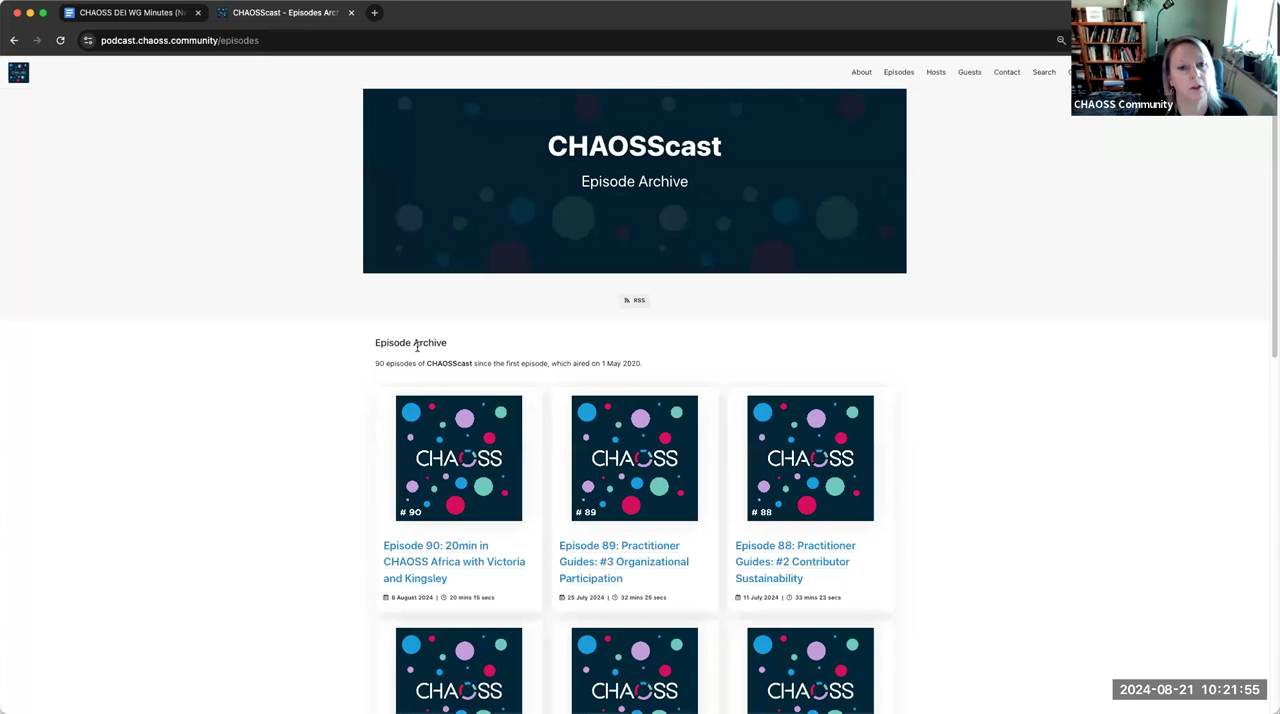 CHAOSS DEI WG Minutes (Ne
CHAOSScast - Episodes Arc
podcast.chaoss.community/episodes
About Episodes Hosts Guests Contact Search
CHAOSS Community
CHAOSScast
Episode Archive
RSS
Episode Archive
90 episodes of CHAOSScast since the first episode, which aired on 1 May 2020.
CHAOSS
# 90
CHAOSS
# 89
CHAOSS
# 88
Episode 90: 20min in
CHAOSS Africa with Victoria
and Kingsley
8 August 2024 | 20 mins 15 secs
Episode 89: Practitioner
Guides: #3 Organizational
Participation
25 July 2024 | 32 mins 25 secs
Episode 88: Practitioner
Guides: #2 Contributor
Sustainability
11 July 2024 | 33 mins 23 secs
CHAOSS
CHAOSS
CHAOSS
2024-08-21 10:21:55